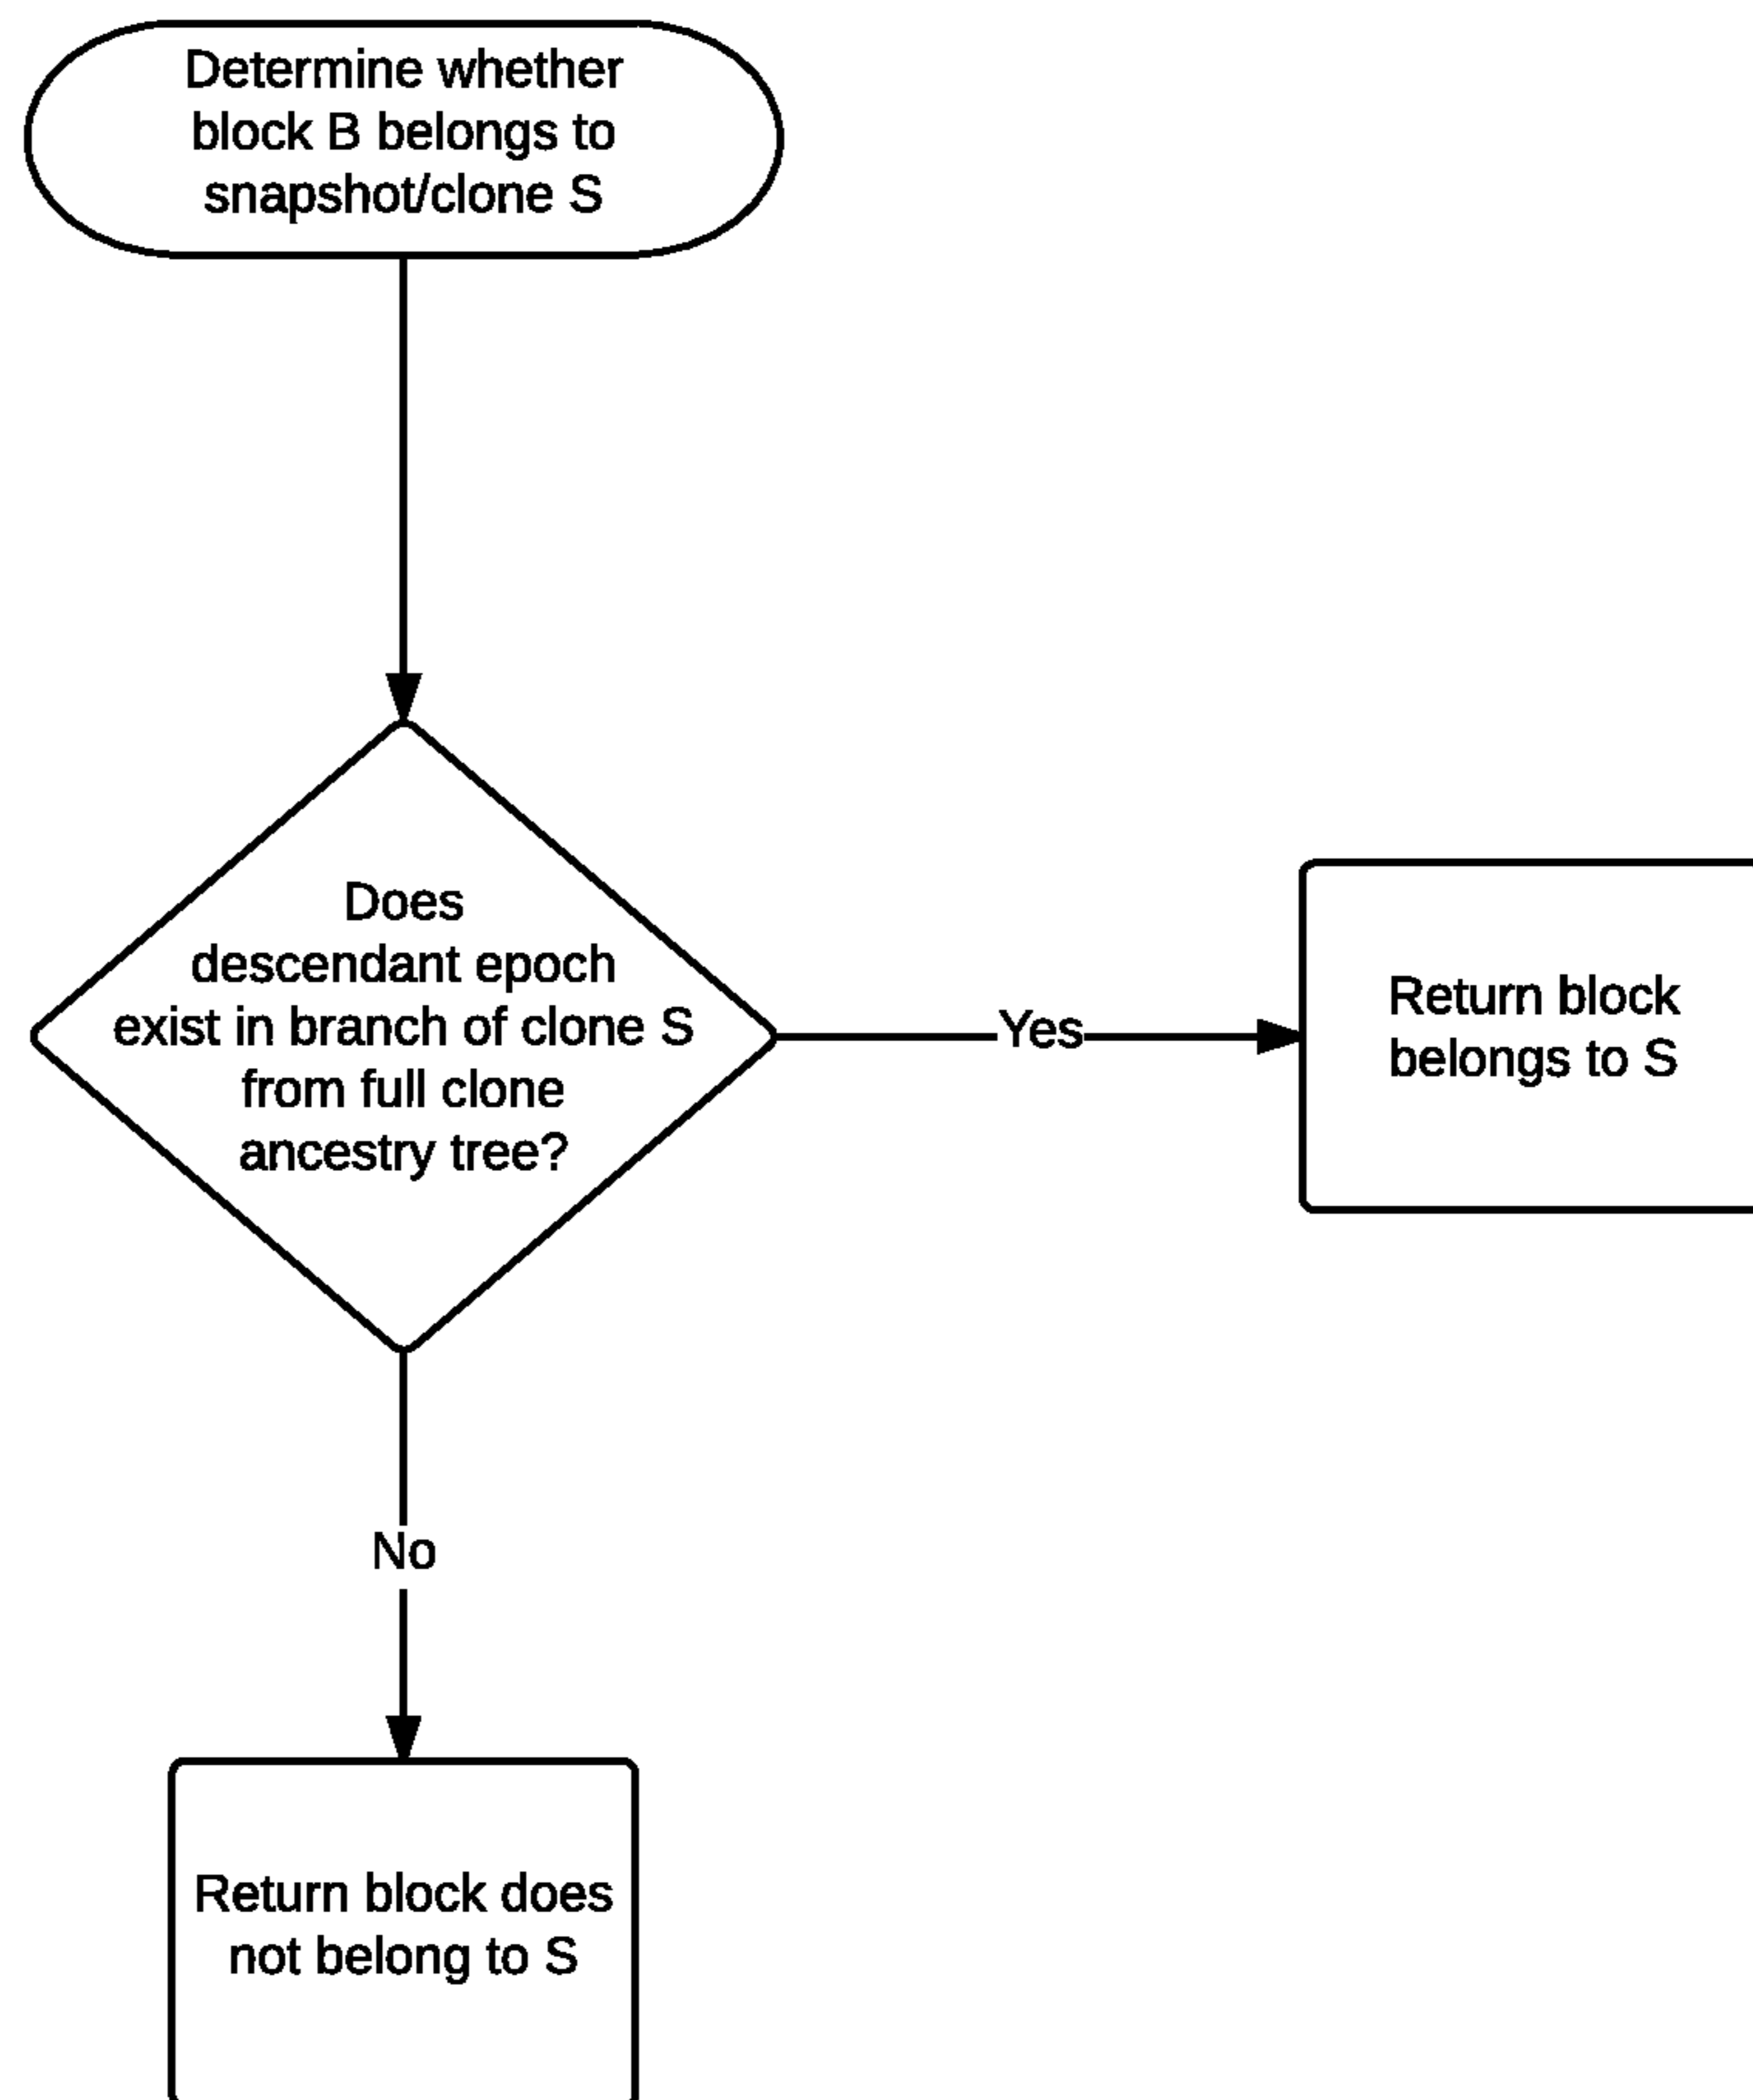 Determine whether
block B belongs to
snapshot/clone S
Does
descendant epoch
exist in branch of clone S
from full clone
ancestry tree?
Yes
Return block
belongs to S
No
Return block does
not belong to S